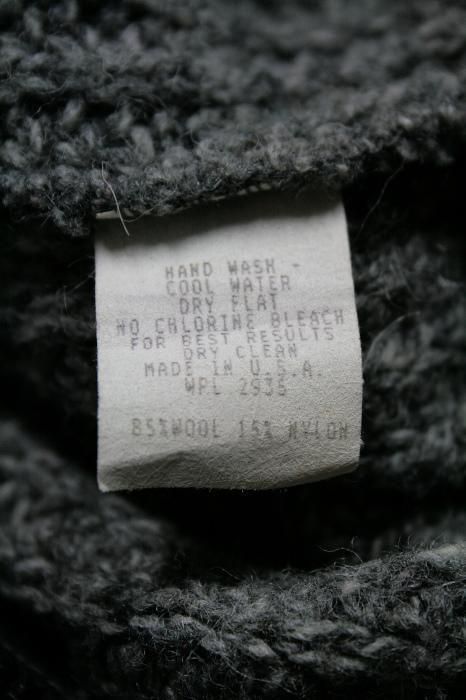 HAND WASH -
COOL WATER
DRY FLAT
NO CHLORINE BLEACH
FOR BEST RESULTS
DRY CLEAN
MADE IN U.S.A.
WPL 2935
85%WOOL 15% NYLON